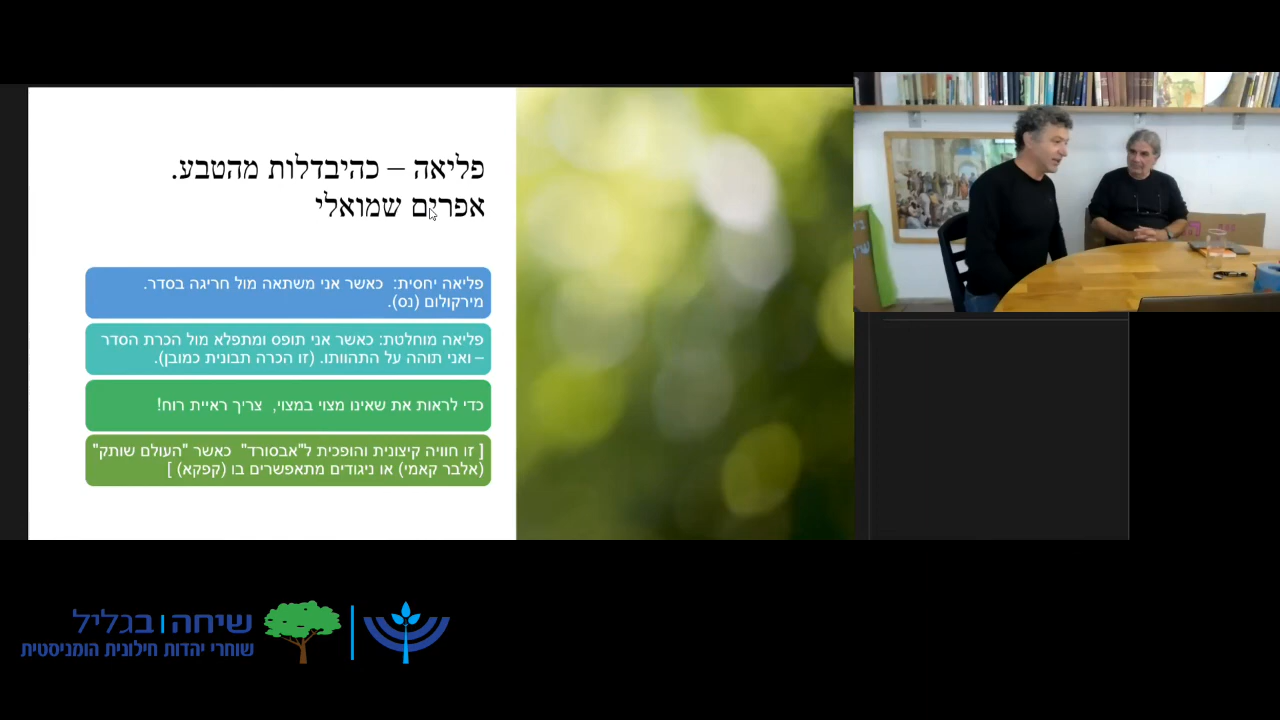 פליאה – כהיבדלות מהטבע.
אפרים שמואלי
פליאה יחסית:  כאשר אני משתאה מול חריגה בסדר.
מירקולום (נס).
פליאה מוחלטת: כאשר אני תופס ומתפלא מול הכרת הסדר
– ואני תוהה על התהוותו. (זו הכרה תבונית כמובן).
כדי לראות את שאינו מצוי במצוי,  צריך ראיית רוח!
[ זו חוויה קיצונית והופכית ל"אבסורד"  כאשר "העולם שותק"
(אלבר קאמי) או ניגודים מתאפשרים בו (קפקא) ]
שיחה | בגליל
שוחרי יהדות חילונית הומניסטית